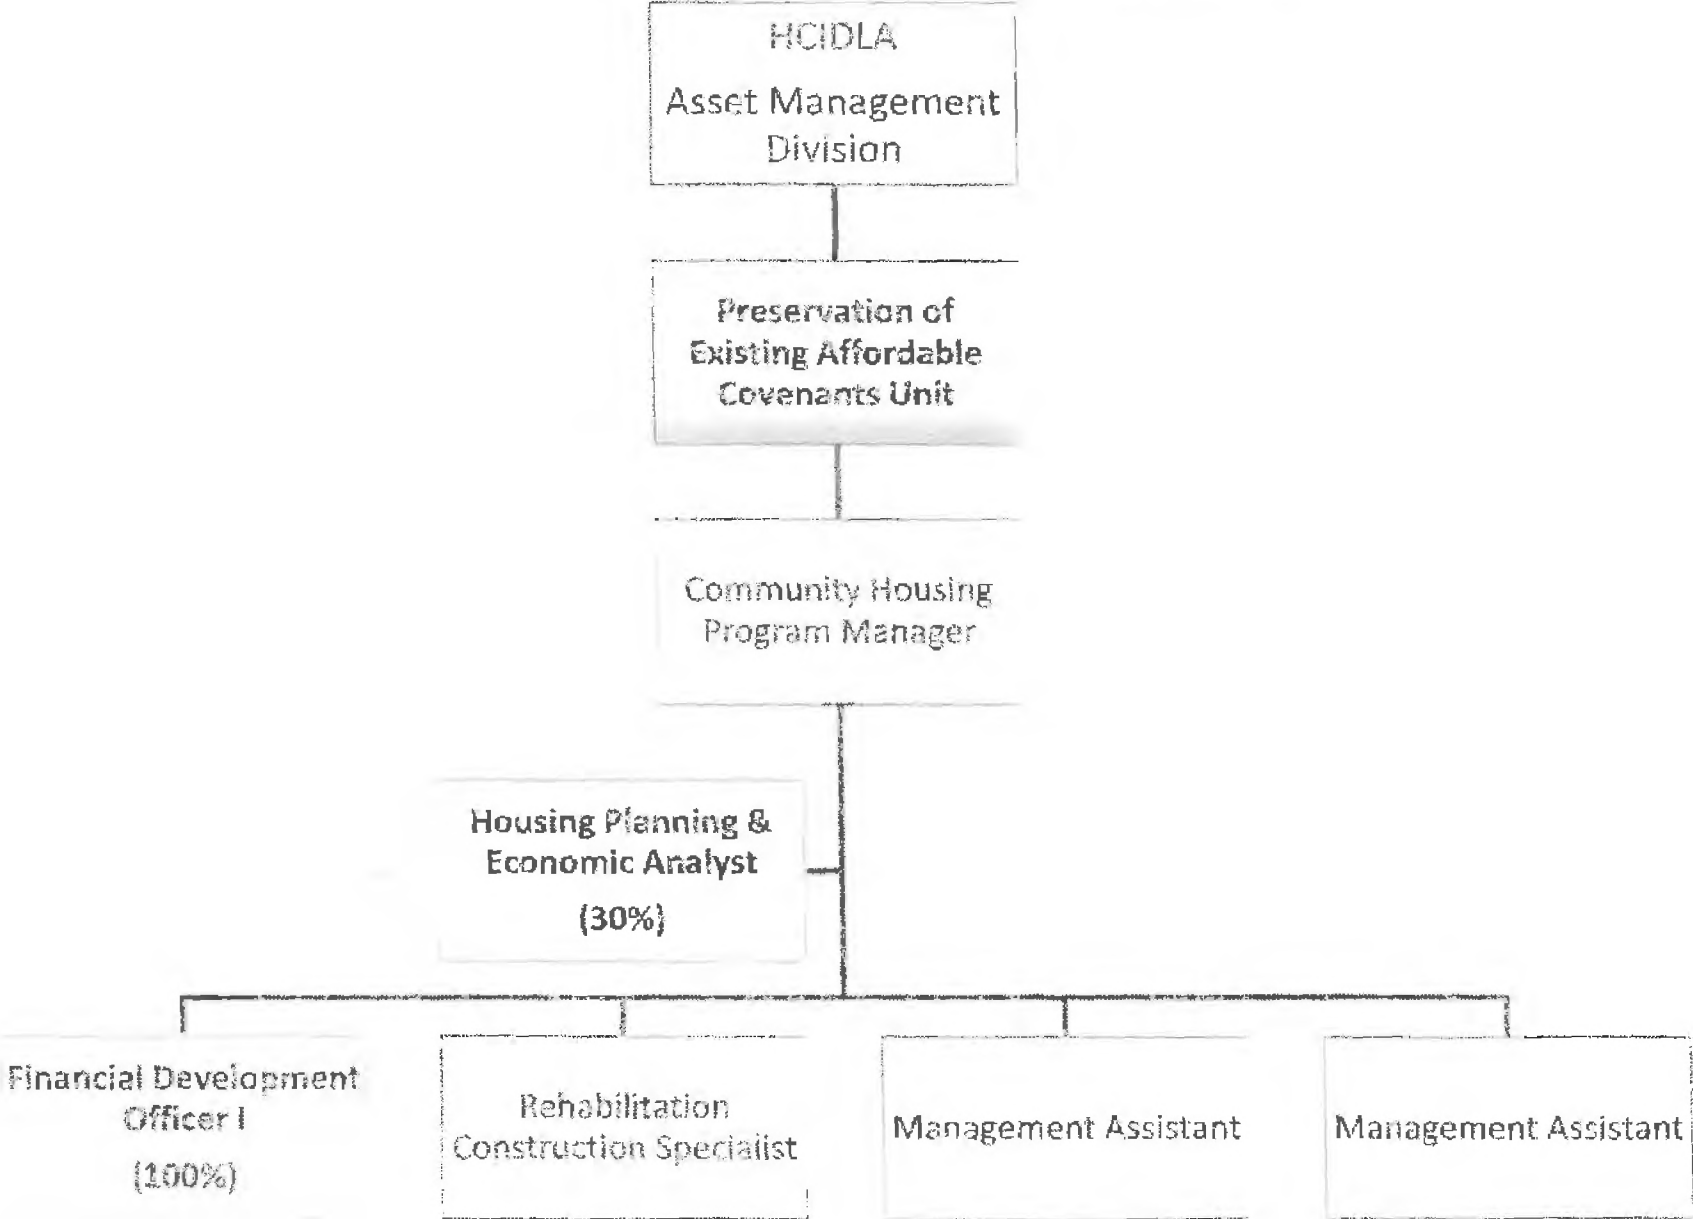 HCIDLA
Asset Management
Division
Preservation of
Existing Affordable
Covenants Unit
Community Housing
Program Manager
Housing Planning &
Economic Analyst
(30%)
Financial Development
Officer I
(100%)
Rehabilitation
Construction Specialist
Management Assistant
Management Assistant